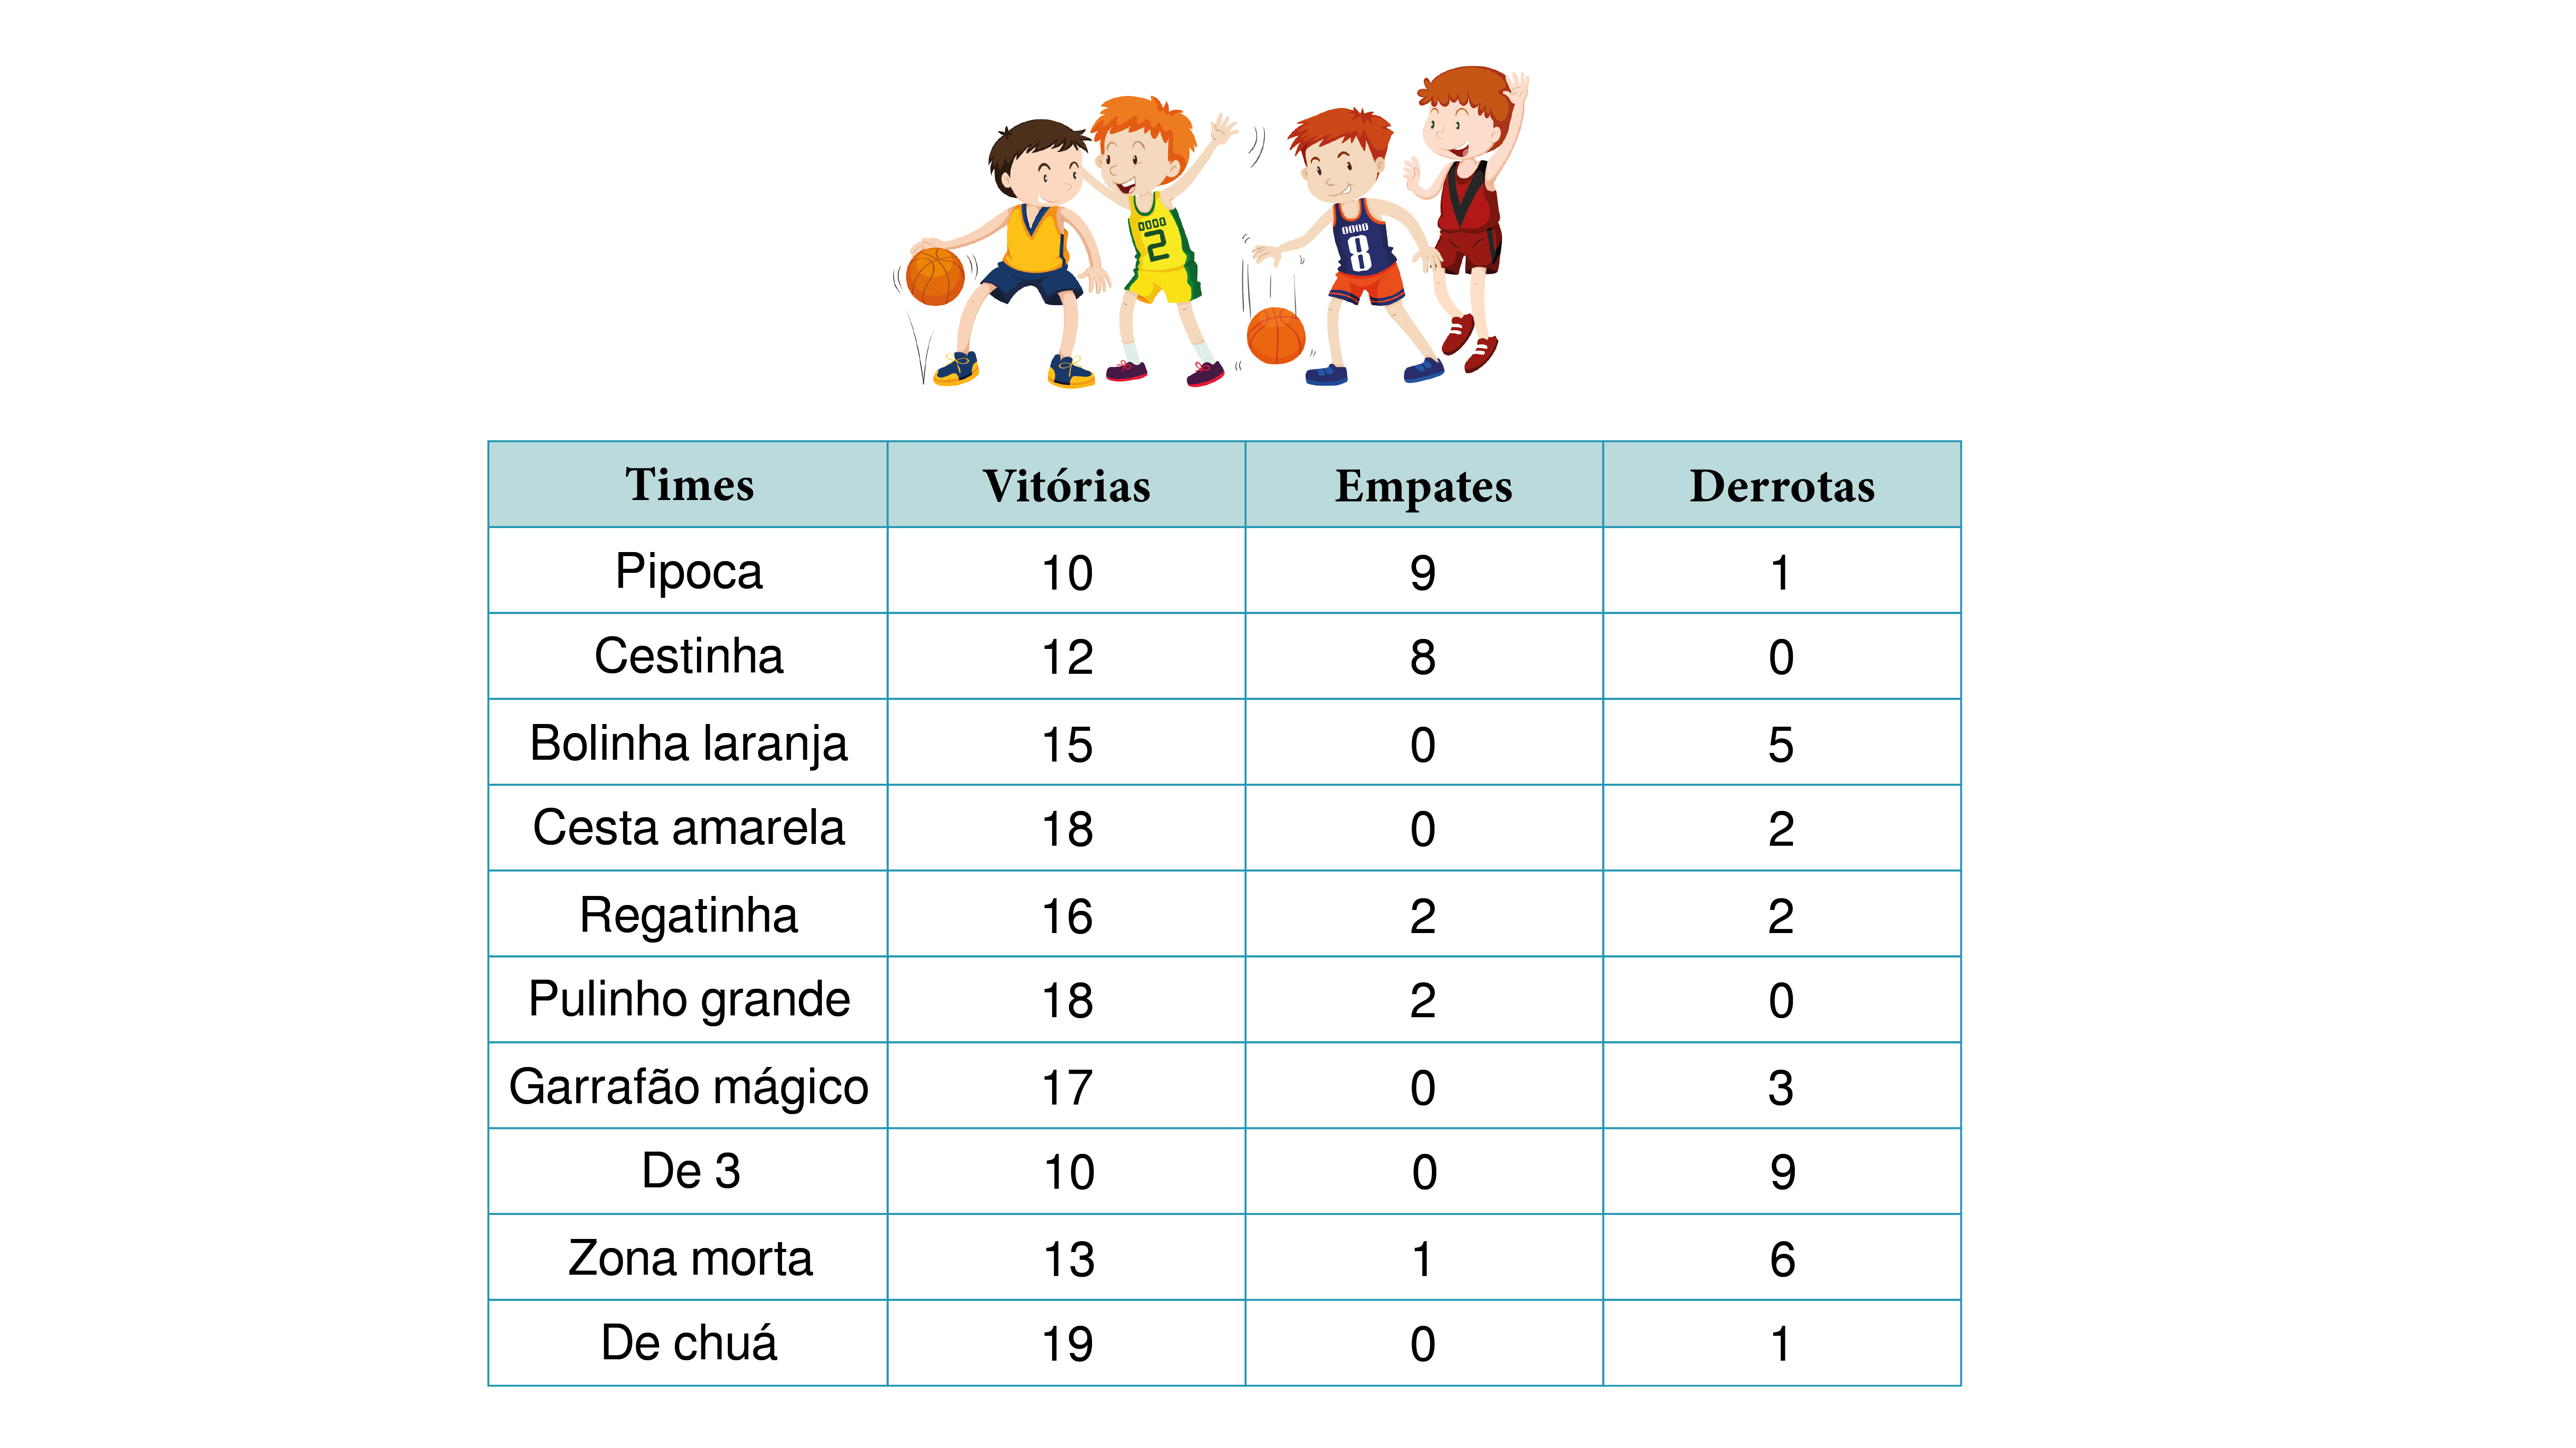 2
8
Times Vitórias Empates Derrotas
Pipoca 10 9 1
Cestinha 12 8 0
Bolinha laranja 15 0 5
Cesta amarela 18 0 2
Regatinha 16 2 2
Pulinho grande 18 2 0
Garrafão mágico 17 0 3
De 3 10 0 9
Zona morta 13 1 6
De chuá 19 0 1